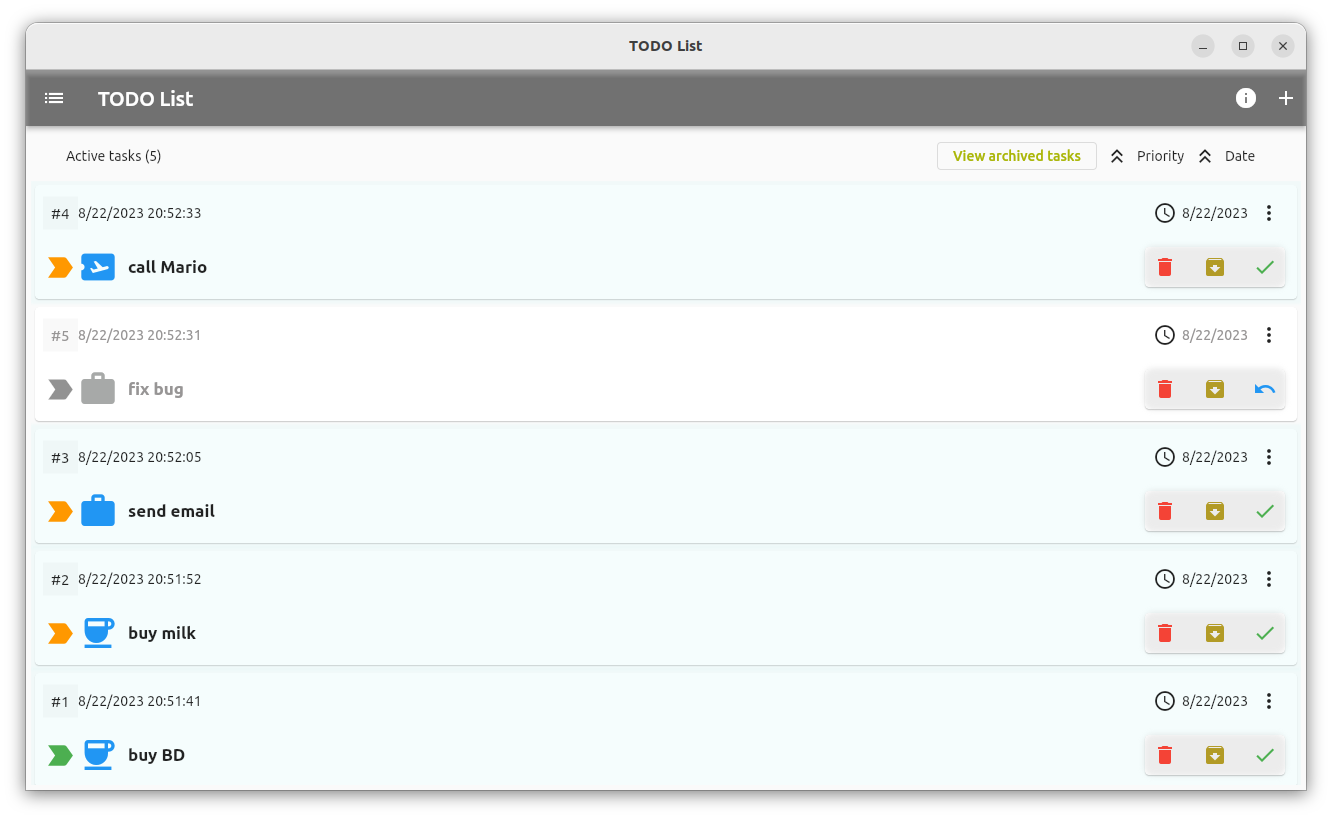 TODO List
TODO List
Active tasks (5)
View archived tasks
Priority
Date
#4 8/22/2023 20:52:33
8/22/2023
call Mario
#5 8/22/2023 20:52:31
8/22/2023
fix bug
#3 8/22/2023 20:52:05
8/22/2023
send email
#2 8/22/2023 20:51:52
8/22/2023
buy milk
#1 8/22/2023 20:51:41
8/22/2023
buy BD